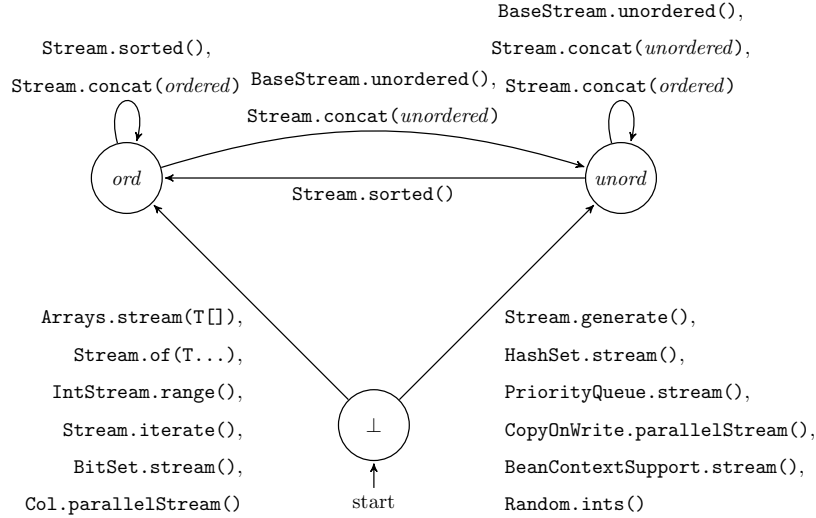 BaseStream.unordered(),
Stream.concat(unordered),
Stream.concat(ordered)
Stream.sorted(),
Stream.concat(ordered)
BaseStream.unordered(),
Stream.concat(unordered)
ord
unord
Stream.sorted()
Arrays.stream(T[]),
Stream.of(T...),
IntStream.range(),
Stream.iterate(),
BitSet.stream(),
Col.parallelStream()
Stream.generate(),
HashSet.stream(),
PriorityQueue.stream(),
CopyOnWrite.parallelStream(),
BeanContextSupport.stream(),
Random.ints()
⊥
start